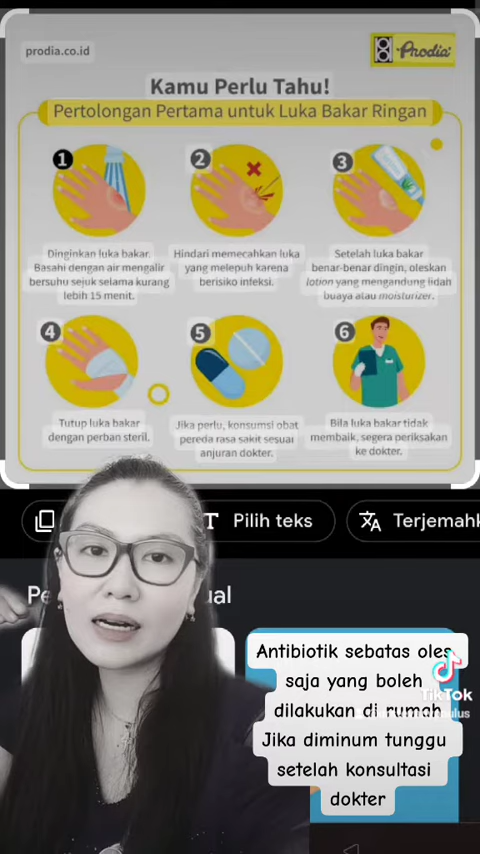 prodia.co.id
Prodia
Kamu Perlu Tahu!
Pertolongan Pertama untuk Luka Bakar Ringan
1
2
3
Dinginkan luka bakar.
Basahi dengan air mengalir
bersuhu sejuk selama kurang
lebih 15 menit.
Hindari memecahkan luka
yang melepuh karena
berisiko infeksi.
Setelah luka bakar
benar-benar dingin, oleskan
lotion yang mengandung lidah
buaya atau moisturizer.
4
5
6
Tutup luka bakar
dengan perban steril.
Jika perlu, konsumsi obat
pereda rasa sakit sesuai
anjuran dokter.
Bila luka bakar tidak
membaik, segera periksakan
ke dokter.
Pilih teks
Terjemahk
Antibiotik sebatas oles
saja yang boleh
dilakukan di rumah
Jika diminum tunggu
setelah konsultasi
dokter
TikTok